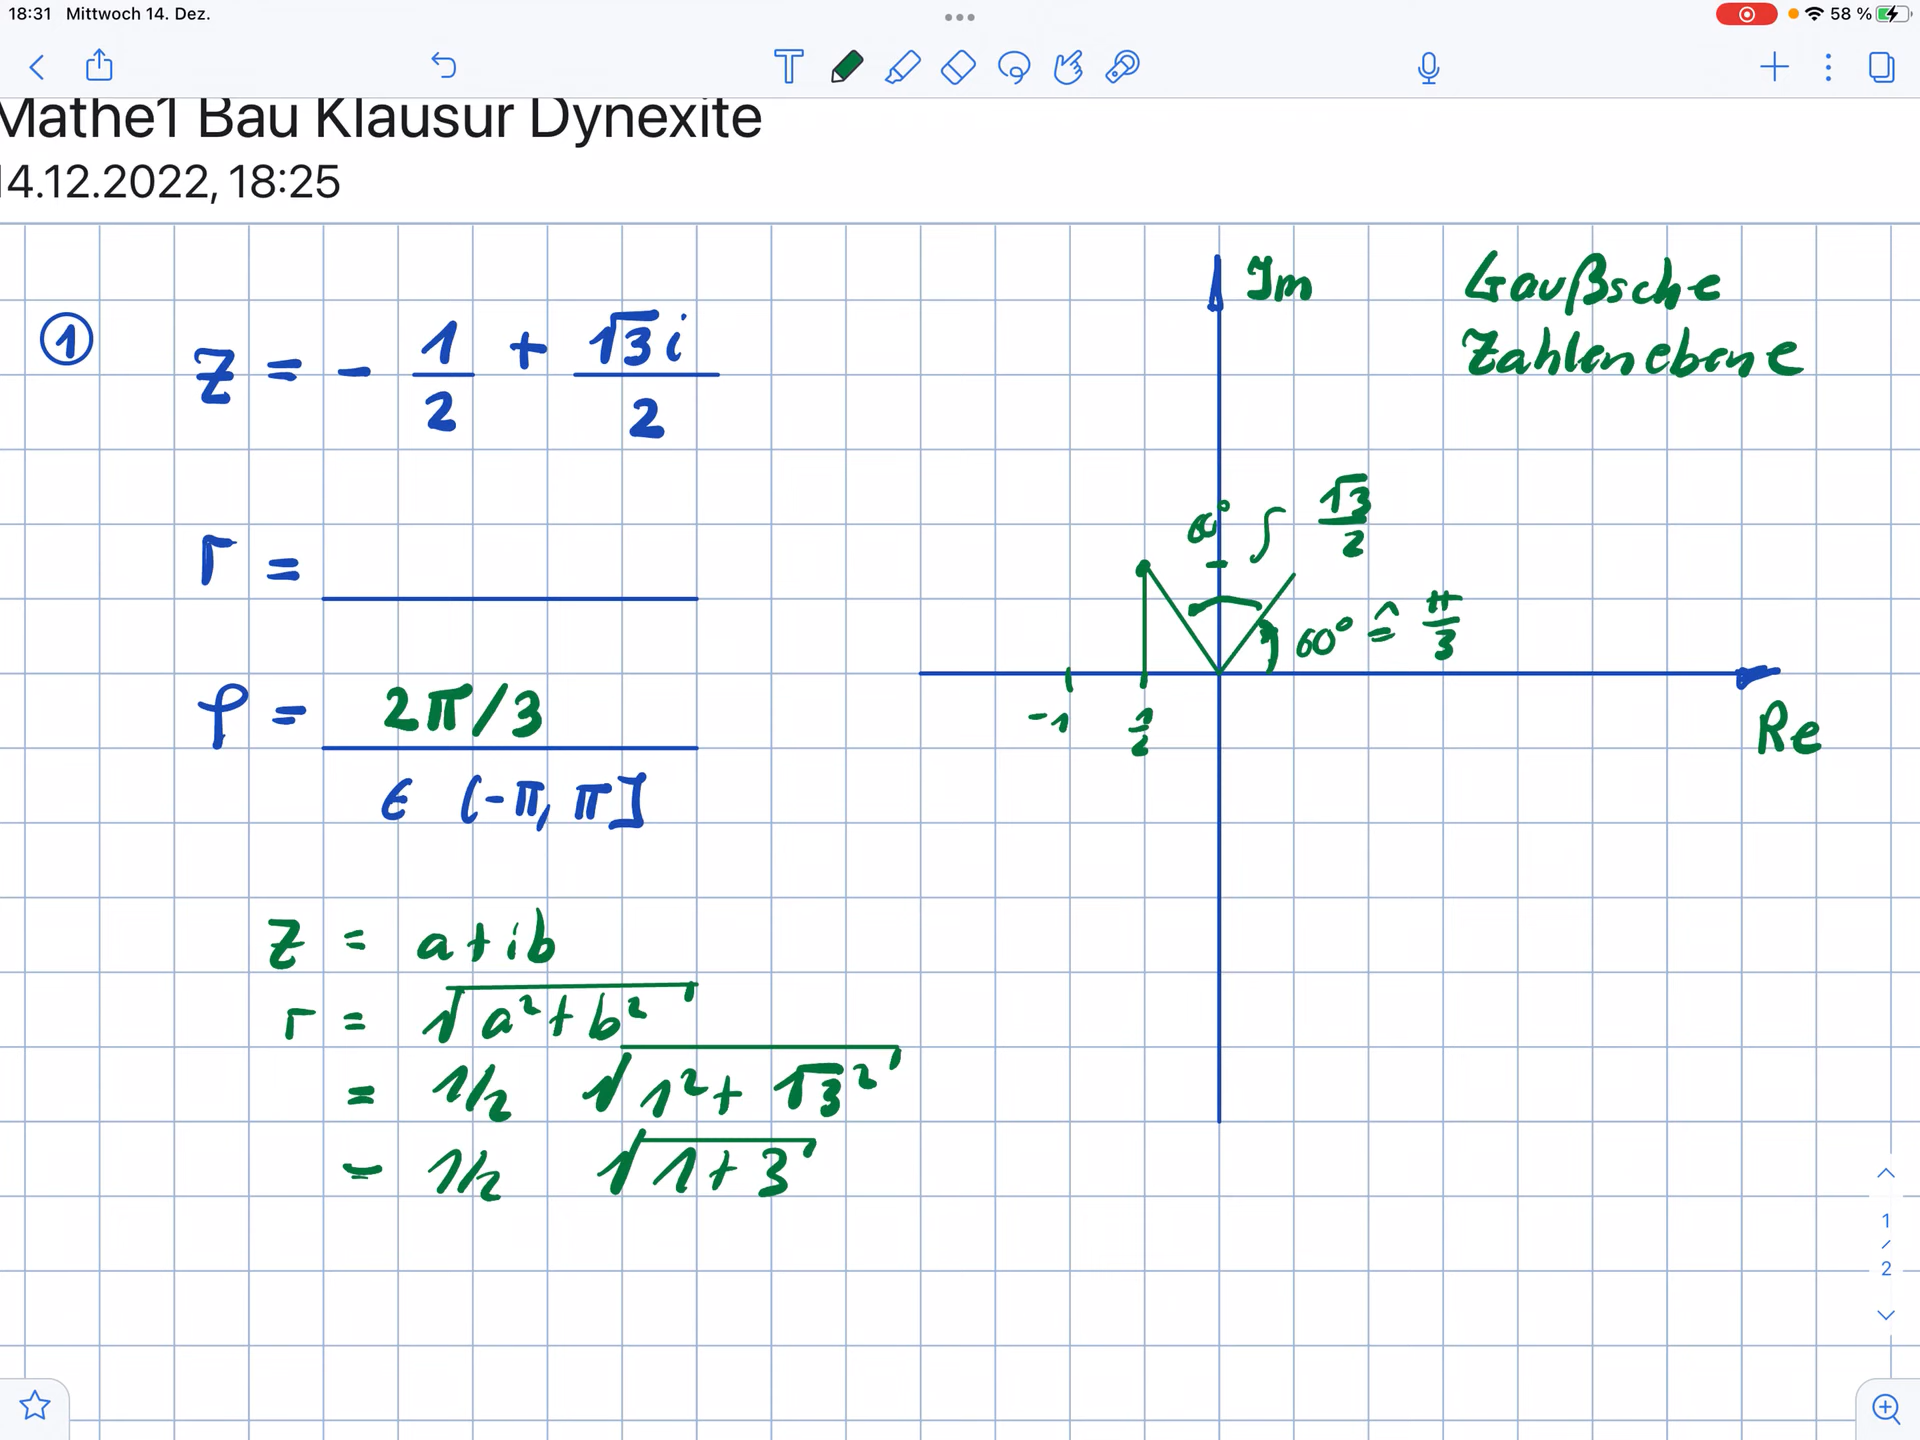 18:31 Mittwoch 14. Dez.
58 %
Mathe1 Bau Klausur Dynexite
14.12.2022, 18:25
① z = - 1/2 + √3i/2
r =
φ = 2π/3
∈ (-π, π]
z = a+ib
r = √a²+b²
= 1/2 √1²+√3²
= 1/2 √1+3
Im
Gaußsche
Zahlenebene
60° √3/2
60° ≙ π/3
-1 1/2
Re
1
/
2